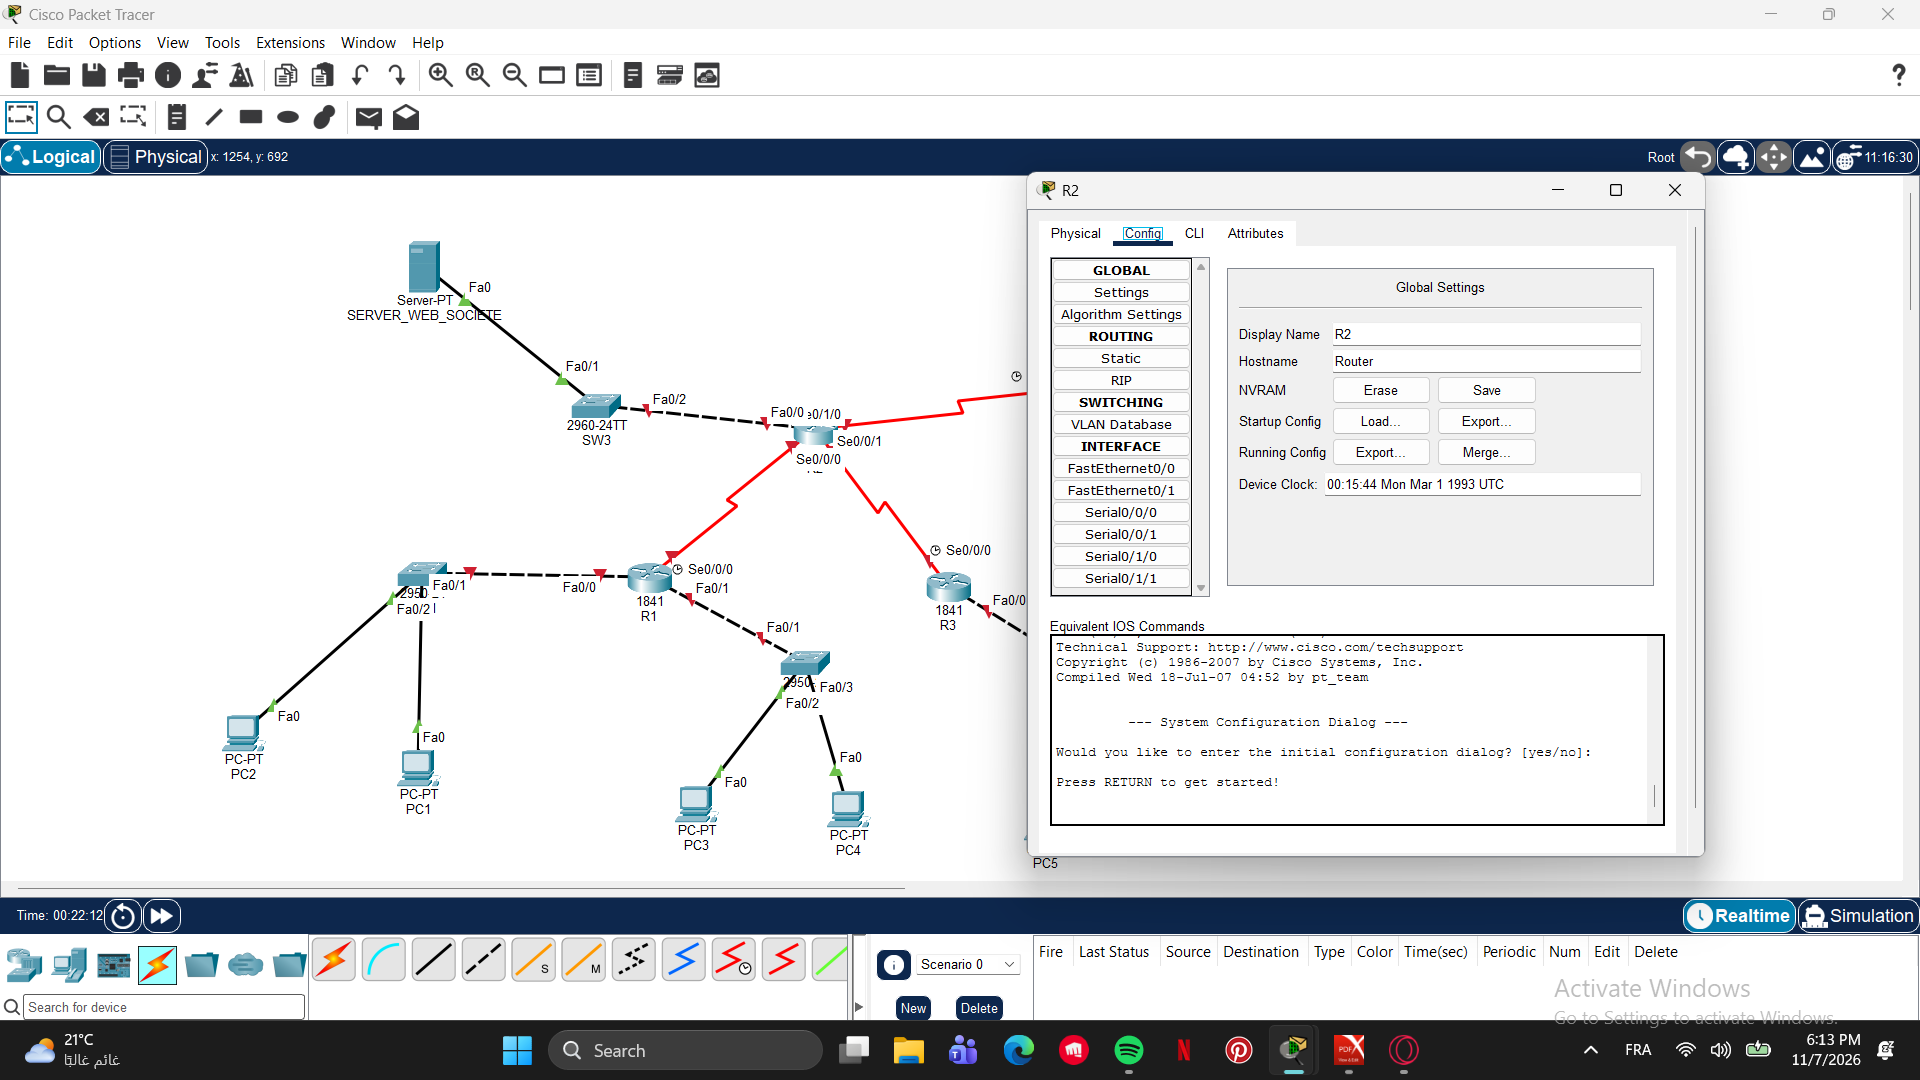 Cisco Packet Tracer
File Edit Options View Tools Extensions Window Help
Logical Physical x: 1254, y: 692
Root 11:16:30
Fa0
Server-PT
SERVER_WEB_SOCIETE
Fa0/1
Fa0/2
2960-24TT
SW3
Fa0/0
Se0/0/1
Se0/0/0
Se0/0/0
Fa0/0
1841
R3
Fa0/1
Fa0/2
Fa0/0
Se0/0/0
Fa0/1
1841
R1
Fa0/1
Fa0/3
Fa0/2
Fa0
PC-PT
PC2
Fa0
PC-PT
PC1
Fa0
PC-PT
PC3
Fa0
PC-PT
PC4
PC5
R2
Physical Config CLI Attributes
GLOBAL
Settings
Algorithm Settings
ROUTING
Static
RIP
SWITCHING
VLAN Database
INTERFACE
FastEthernet0/0
FastEthernet0/1
Serial0/0/0
Serial0/0/1
Serial0/1/0
Serial0/1/1
Global Settings
Display Name R2
Hostname Router
NVRAM Erase Save
Startup Config Load... Export...
Running Config Export... Merge...
Device Clock: 00:15:44 Mon Mar 1 1993 UTC
Equivalent IOS Commands
Technical Support: http://www.cisco.com/techsupport
Copyright (c) 1986-2007 by Cisco Systems, Inc.
Compiled Wed 18-Jul-07 04:52 by pt_team
--- System Configuration Dialog ---
Would you like to enter the initial configuration dialog? [yes/no]:
Press RETURN to get started!
Time: 00:22:12
Realtime Simulation
S M
Search for device
Scenario 0
New Delete
Fire Last Status Source Destination Type Color Time(sec) Periodic Num Edit Delete
Activate Windows
Go to Settings to activate Windows.
21°C
غائم غالبًا
Search
FRA
6:13 PM
11/7/2026